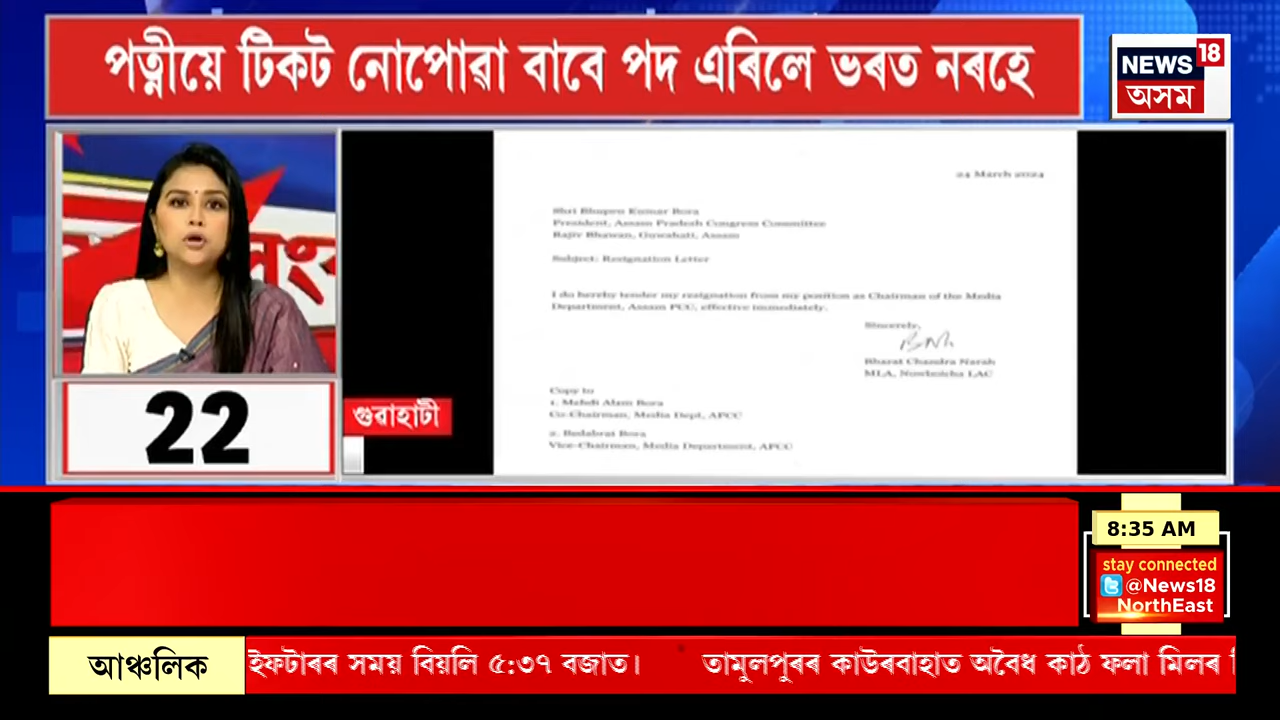 পত্নীয়ে টিকট নোপোৱা বাবে পদ এৰিলে ভৰত নৰহে
NEWS 18
অসম
24 March 2024
Shri Bhupen Kumar Bora
President, Assam Pradesh Congress Committee
Rajiv Bhawan, Guwahati, Assam
Subject: Resignation Letter
I do hereby tender my resignation from my position as Chairman of the Media
Department, Assam PCC, effective immediately.
Sincerely,
Bharat Chandra Narah
MLA, Nowboicha LAC
Copy to
1. Mehdi Alam Bora
Co-Chairman, Media Dept, APCC
2. Bedabrat Bora
Vice-Chairman, Media Department, APCC
গুৱাহাটী
22
8:35 AM
stay connected
@News18
NorthEast
আঞ্চলিক
ইফটাৰৰ সময় বিয়লি ৫:৩৭ বজাত। তামুলপুৰৰ কাউৰবাহাত অবৈধ কাঠ ফলা মিলৰ